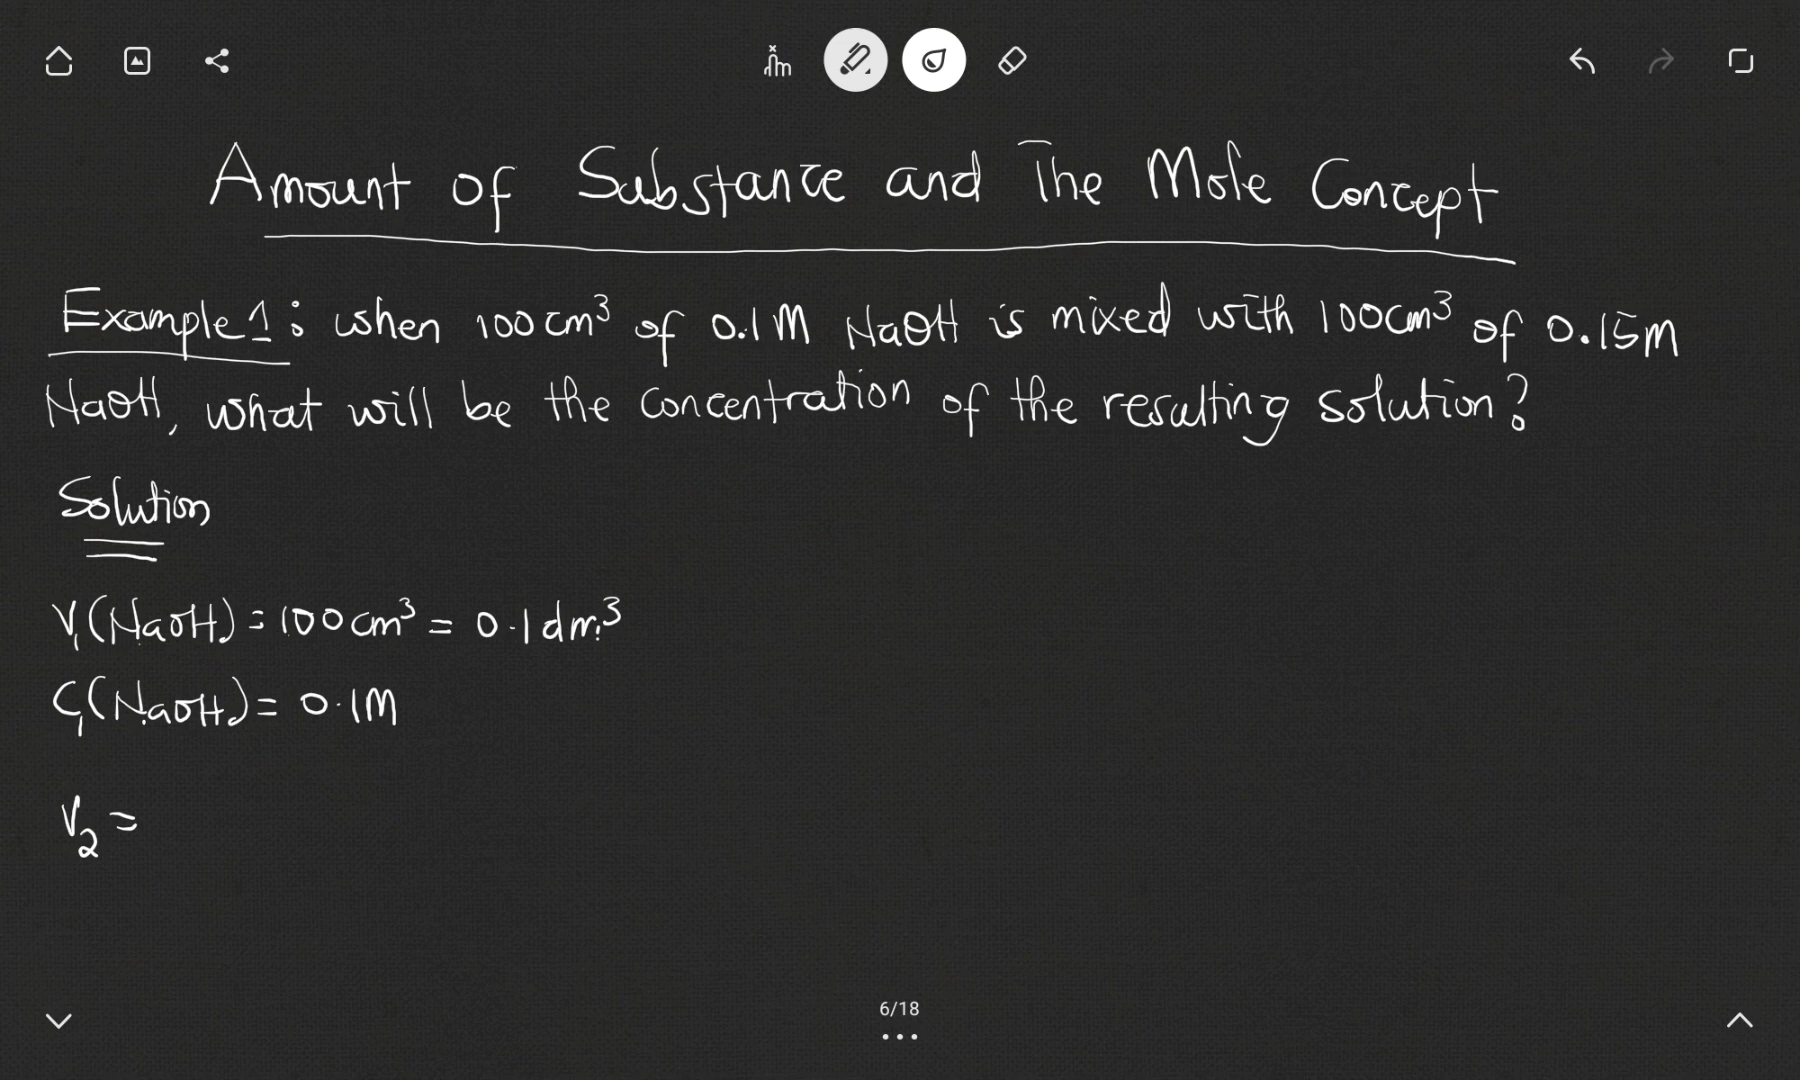 Amount of Substance and The Mole Concept
Example 1: when 100cm³ of 0.1M NaOH is mixed with 100cm³ of 0.15M
NaOH, what will be the concentration of the resulting solution?
Solution
V₁(NaOH) = 100cm³ = 0.1dm³
C₁(NaOH) = 0.1M
V₂ =
6/18